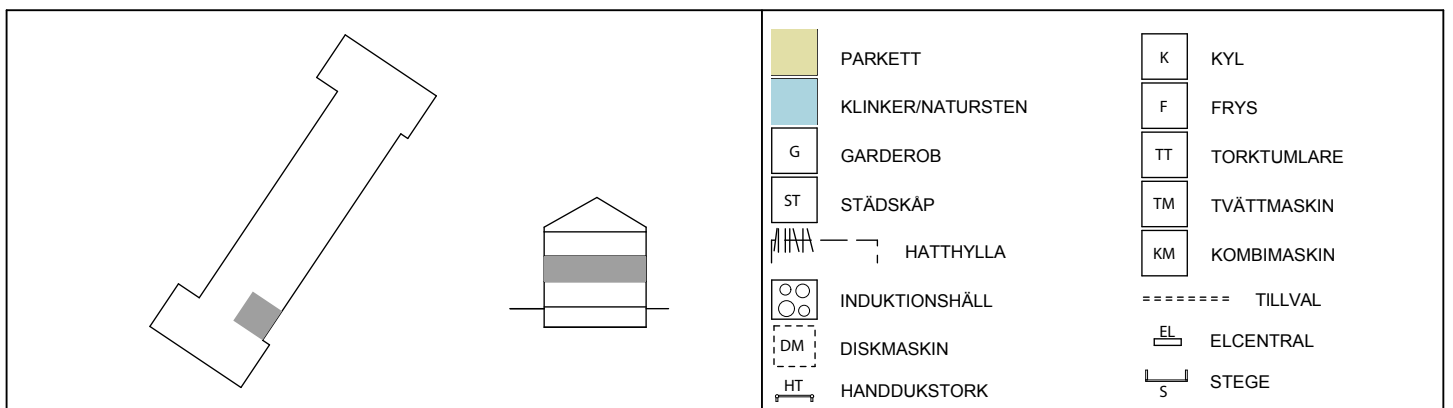 PARKETT
KLINKER/NATURSTEN
G GARDEROB
ST STÄDSKÅP
HATTHYLLA
INDUKTIONSHÄLL
DM DISKMASKIN
HT HANDDUKSTORK
K KYL
F FRYS
TT TORKTUMLARE
TM TVÄTTMASKIN
KM KOMBIMASKIN
TILLVAL
EL ELCENTRAL
S STEGE